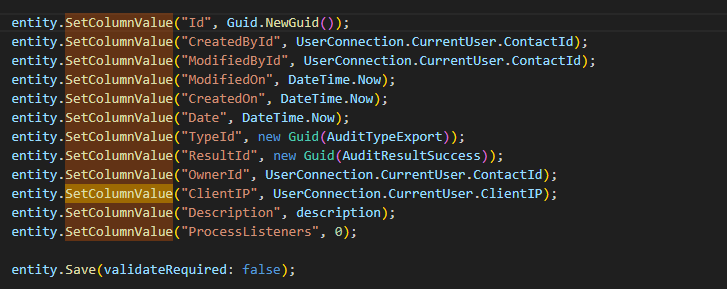 entity.SetColumnValue("Id", Guid.NewGuid());
entity.SetColumnValue("CreatedById", UserConnection.CurrentUser.ContactId);
entity.SetColumnValue("ModifiedById", UserConnection.CurrentUser.ContactId);
entity.SetColumnValue("ModifiedOn", DateTime.Now);
entity.SetColumnValue("CreatedOn", DateTime.Now);
entity.SetColumnValue("Date", DateTime.Now);
entity.SetColumnValue("TypeId", new Guid(AuditTypeExport));
entity.SetColumnValue("ResultId", new Guid(AuditResultSuccess));
entity.SetColumnValue("OwnerId", UserConnection.CurrentUser.ContactId);
entity.SetColumnValue("ClientIP", UserConnection.CurrentUser.ClientIP);
entity.SetColumnValue("Description", description);
entity.SetColumnValue("ProcessListeners", 0);
entity.Save(validateRequired: false);